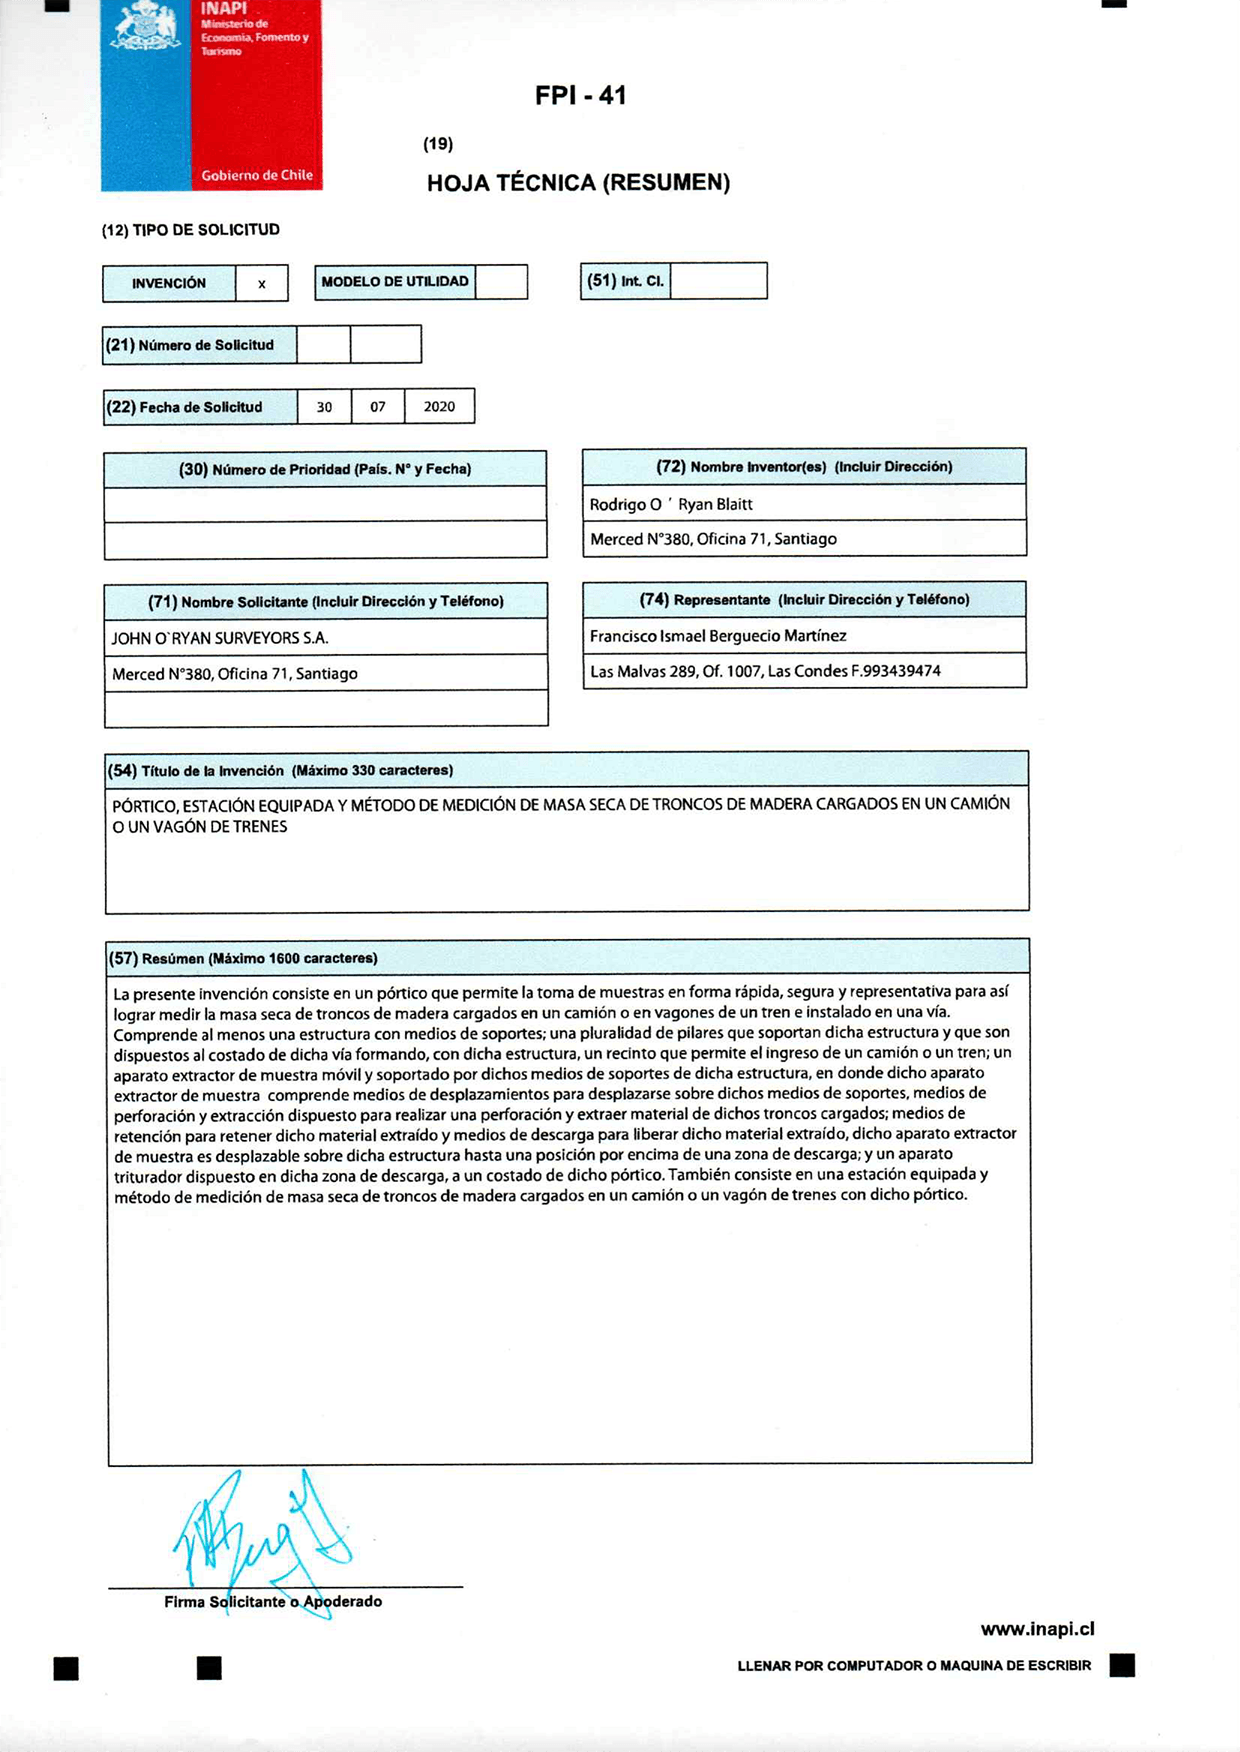 INAPI
Ministerio de
Economía, Fomento y
Turismo
Gobierno de Chile
FPI - 41
(19)
HOJA TÉCNICA (RESUMEN)
(12) TIPO DE SOLICITUD
INVENCIÓN x MODELO DE UTILIDAD (51) Int. Cl.
(21) Número de Solicitud
(22) Fecha de Solicitud 30 07 2020
(30) Número de Prioridad (País. N° y Fecha)
(72) Nombre Inventor(es) (Incluir Dirección)
Rodrigo O ´ Ryan Blaitt
Merced N°380, Oficina 71, Santiago
(71) Nombre Solicitante (Incluir Dirección y Teléfono)
JOHN O`RYAN SURVEYORS S.A.
Merced N°380, Oficina 71, Santiago
(74) Representante (Incluir Dirección y Teléfono)
Francisco Ismael Berguecio Martínez
Las Malvas 289, Of. 1007, Las Condes F.993439474
(54) Título de la Invención (Máximo 330 caracteres)
PÓRTICO, ESTACIÓN EQUIPADA Y MÉTODO DE MEDICIÓN DE MASA SECA DE TRONCOS DE MADERA CARGADOS EN UN CAMIÓN
O UN VAGÓN DE TRENES
(57) Resúmen (Máximo 1600 caracteres)
La presente invención consiste en un pórtico que permite la toma de muestras en forma rápida, segura y representativa para así
lograr medir la masa seca de troncos de madera cargados en un camión o en vagones de un tren e instalado en una vía.
Comprende al menos una estructura con medios de soportes; una pluralidad de pilares que soportan dicha estructura y que son
dispuestos al costado de dicha vía formando, con dicha estructura, un recinto que permite el ingreso de un camión o un tren; un
aparato extractor de muestra móvil y soportado por dichos medios de soportes de dicha estructura, en donde dicho aparato
extractor de muestra comprende medios de desplazamientos para desplazarse sobre dichos medios de soportes, medios de
perforación y extracción dispuesto para realizar una perforación y extraer material de dichos troncos cargados; medios de
retención para retener dicho material extraído y medios de descarga para liberar dicho material extraído, dicho aparato extractor
de muestra es desplazable sobre dicha estructura hasta una posición por encima de una zona de descarga; y un aparato
triturador dispuesto en dicha zona de descarga, a un costado de dicho pórtico. También consiste en una estación equipada y
método de medición de masa seca de troncos de madera cargados en un camión o un vagón de trenes con dicho pórtico.
Firma Solicitante o Apoderado
www.inapi.cl
LLENAR POR COMPUTADOR O MAQUINA DE ESCRIBIR